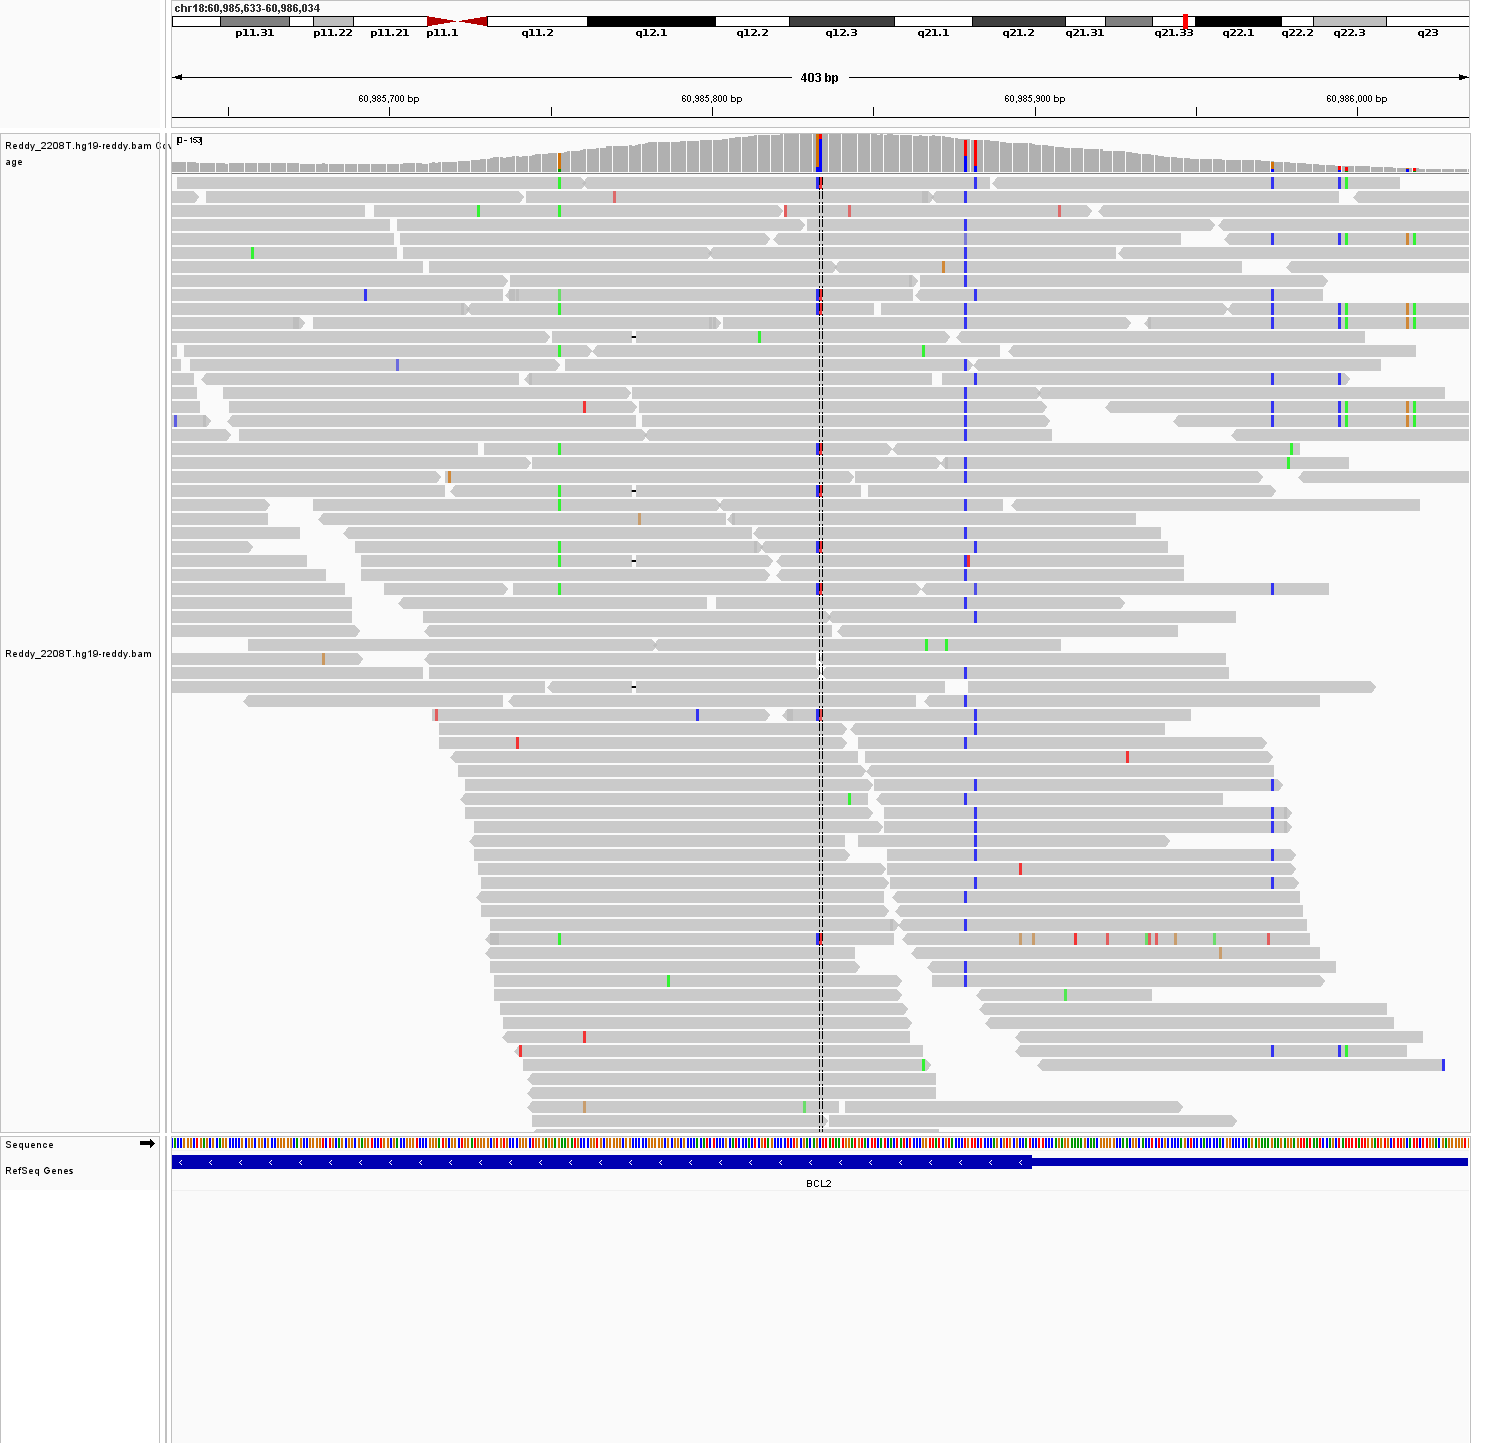 chr18:60,985,633-60,986,034
p11.31 p11.22 p11.21 p11.1 q11.2 q12.1 q12.2 q12.3 q21.1 q21.2 q21.31 q21.33 q22.1 q22.2 q22.3 q23
403 bp
60,985,700 bp 60,985,800 bp 60,985,900 bp 60,986,000 bp
Reddy_2208T.hg19-reddy.bam Cov
age
[0 - 153]
Reddy_2208T.hg19-reddy.bam
Sequence
RefSeq Genes
BCL2